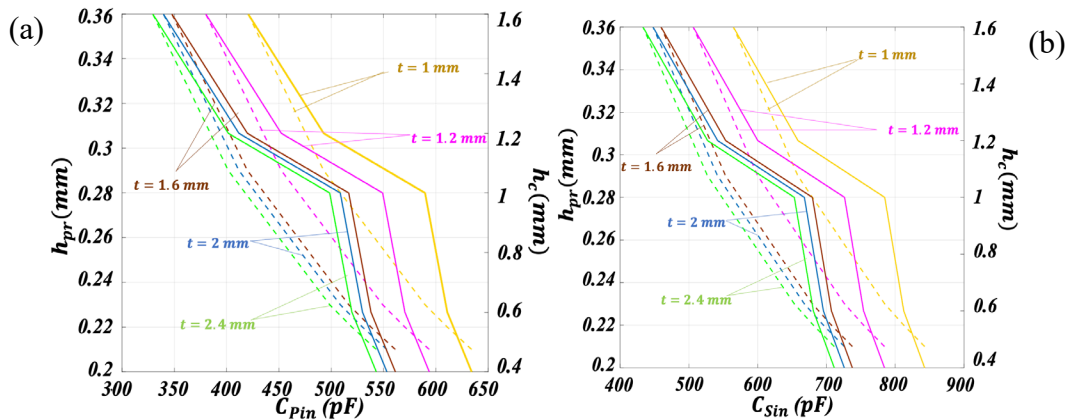 (a)
0.36
0.34
0.32
0.3
0.28
0.26
0.24
0.22
0.2
h_pr (mm)
300 350 400 450 500 550 600 650
C_Pin (pF)
1.6
1.4
1.2
1
0.8
0.6
0.4
h_c (mm)
t = 1 mm
t = 1.2 mm
t = 1.6 mm
t = 2 mm
t = 2.4 mm
(b)
0.36
0.34
0.32
0.3
0.28
0.26
0.24
0.22
0.2
h_pr (mm)
400 500 600 700 800 900
C_Sin (pF)
1.6
1.4
1.2
1
0.8
0.6
0.4
h_c (mm)
t = 1 mm
t = 1.2 mm
t = 1.6 mm
t = 2 mm
t = 2.4 mm